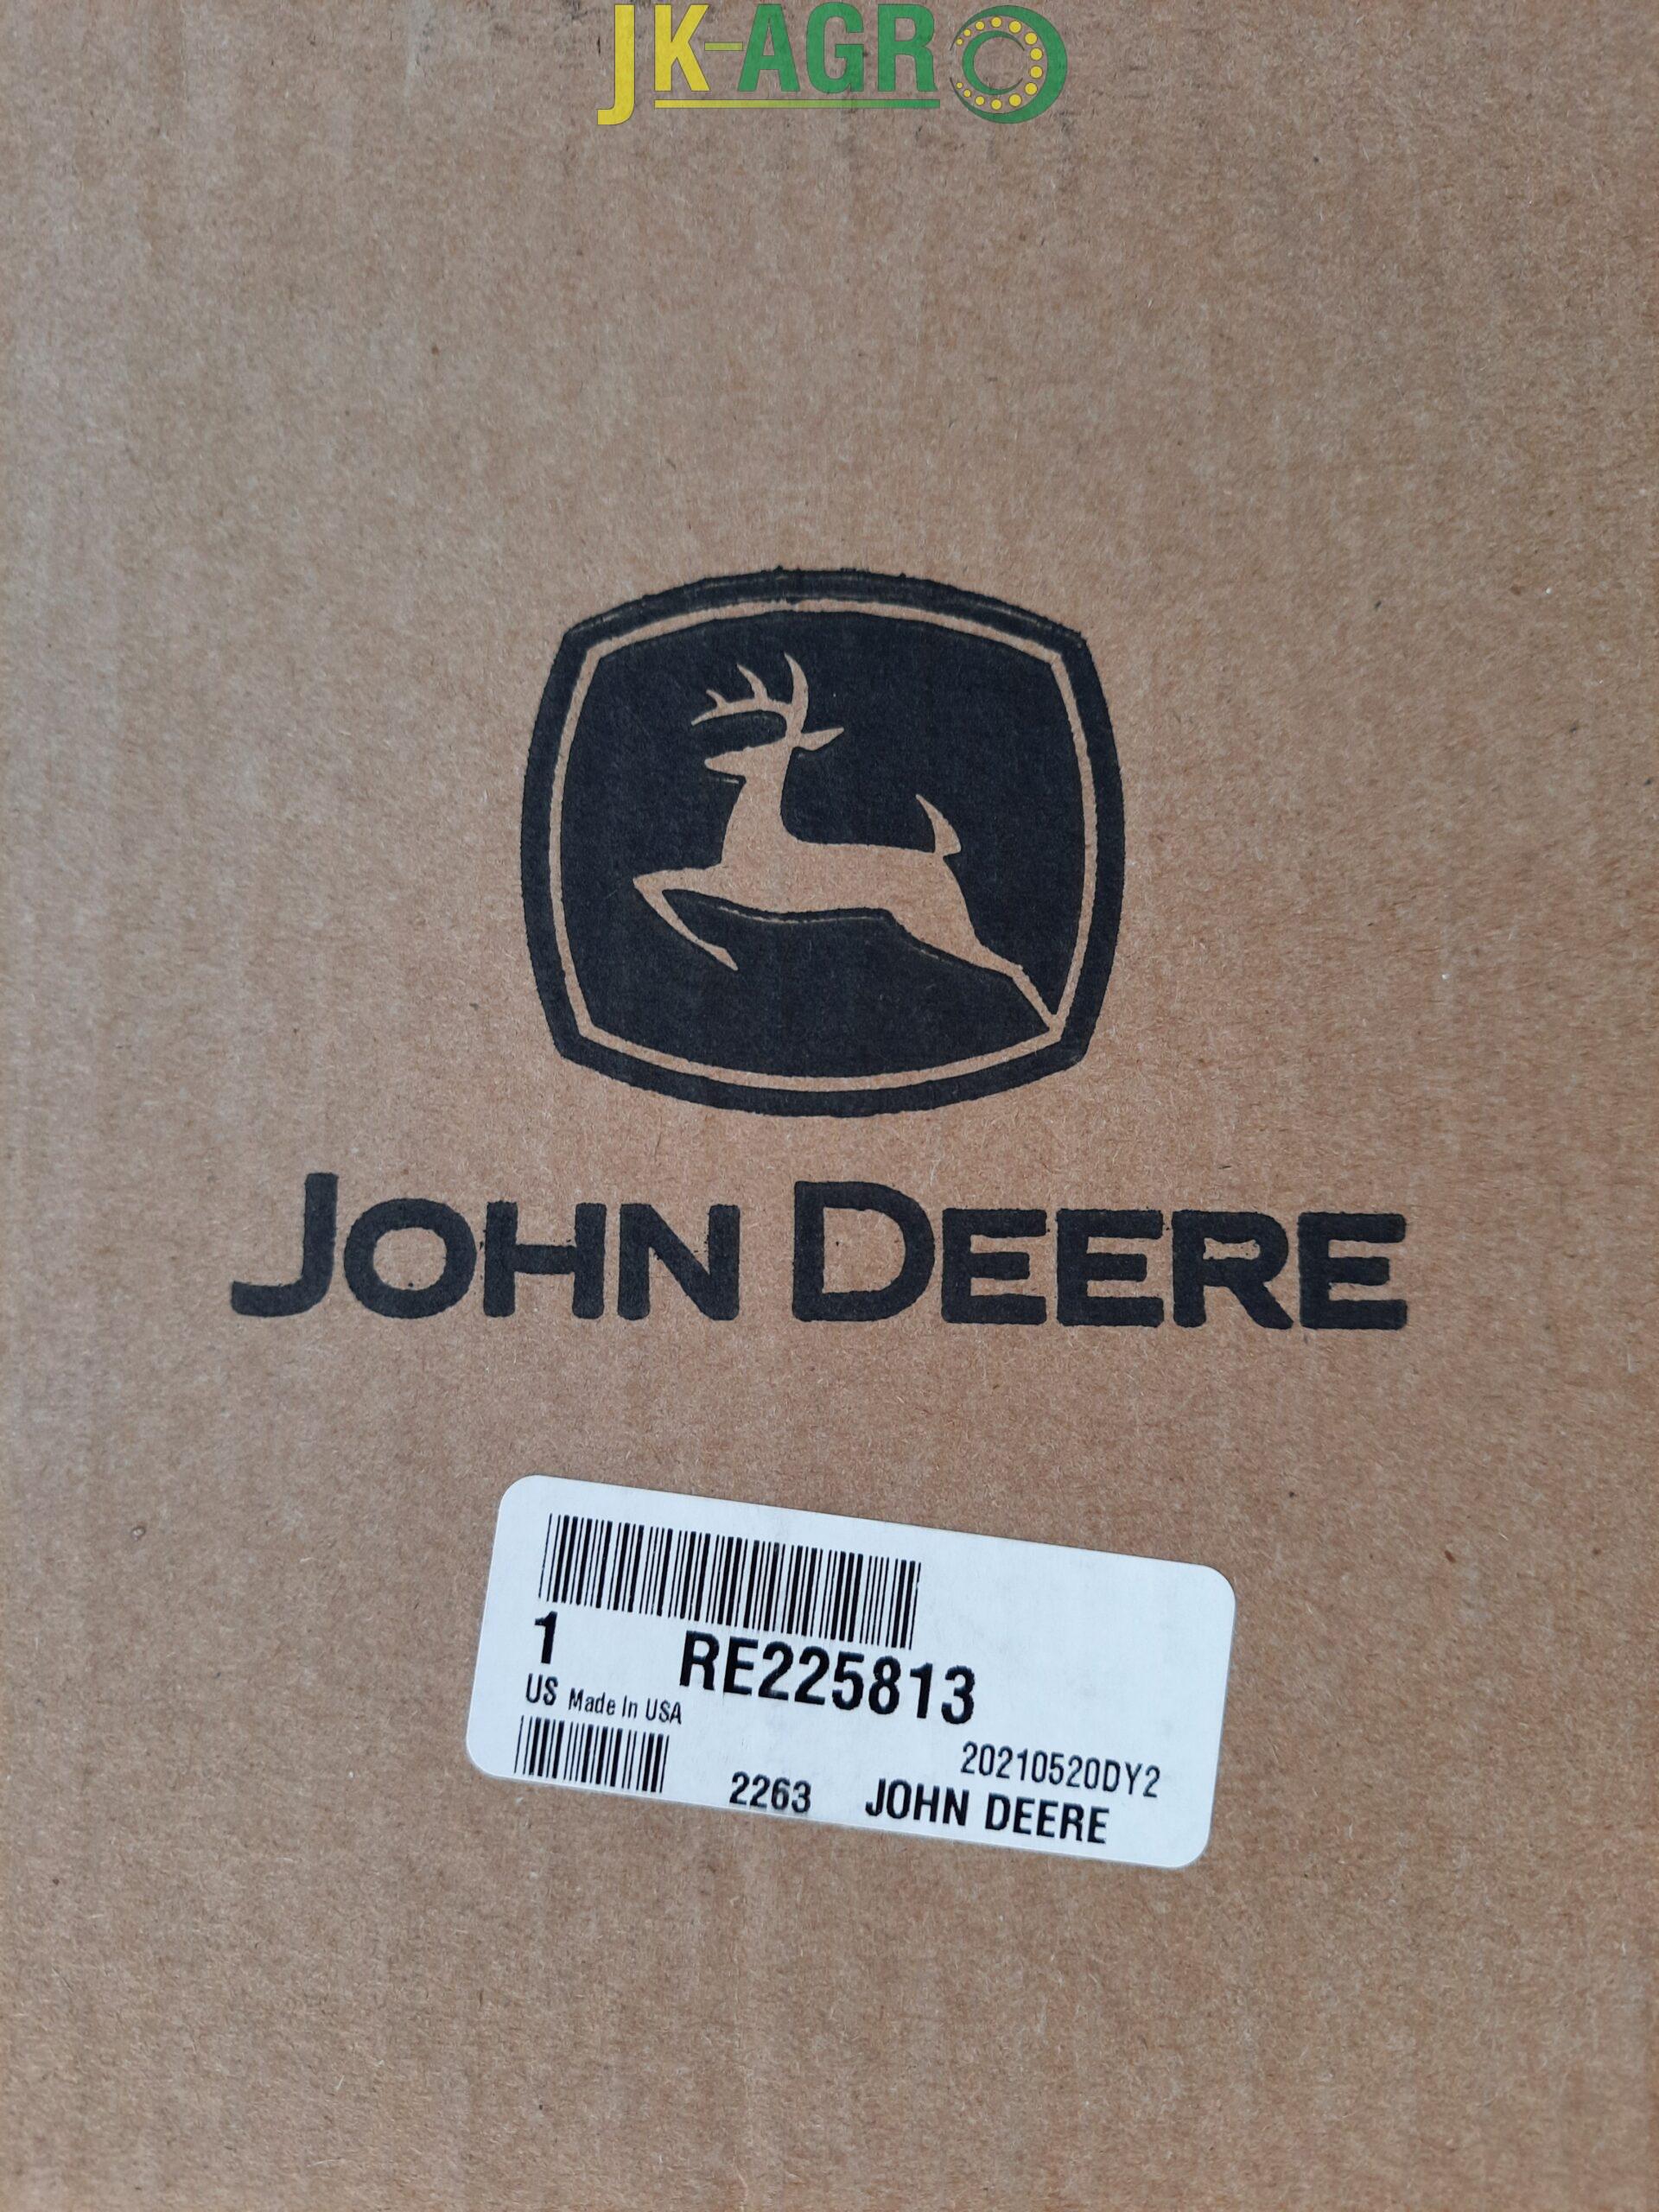 JK-AGRO
JOHN DEERE
1 RE225813
US Made In USA
20210520DY2
2263 JOHN DEERE